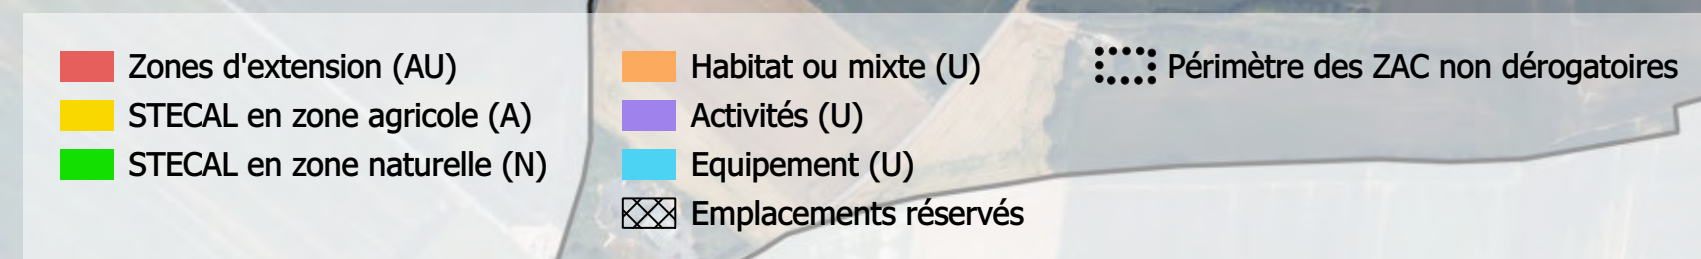 Zones d'extension (AU)
STECAL en zone agricole (A)
STECAL en zone naturelle (N)
Habitat ou mixte (U)
Activités (U)
Equipement (U)
Emplacements réservés
Périmètre des ZAC non dérogatoires